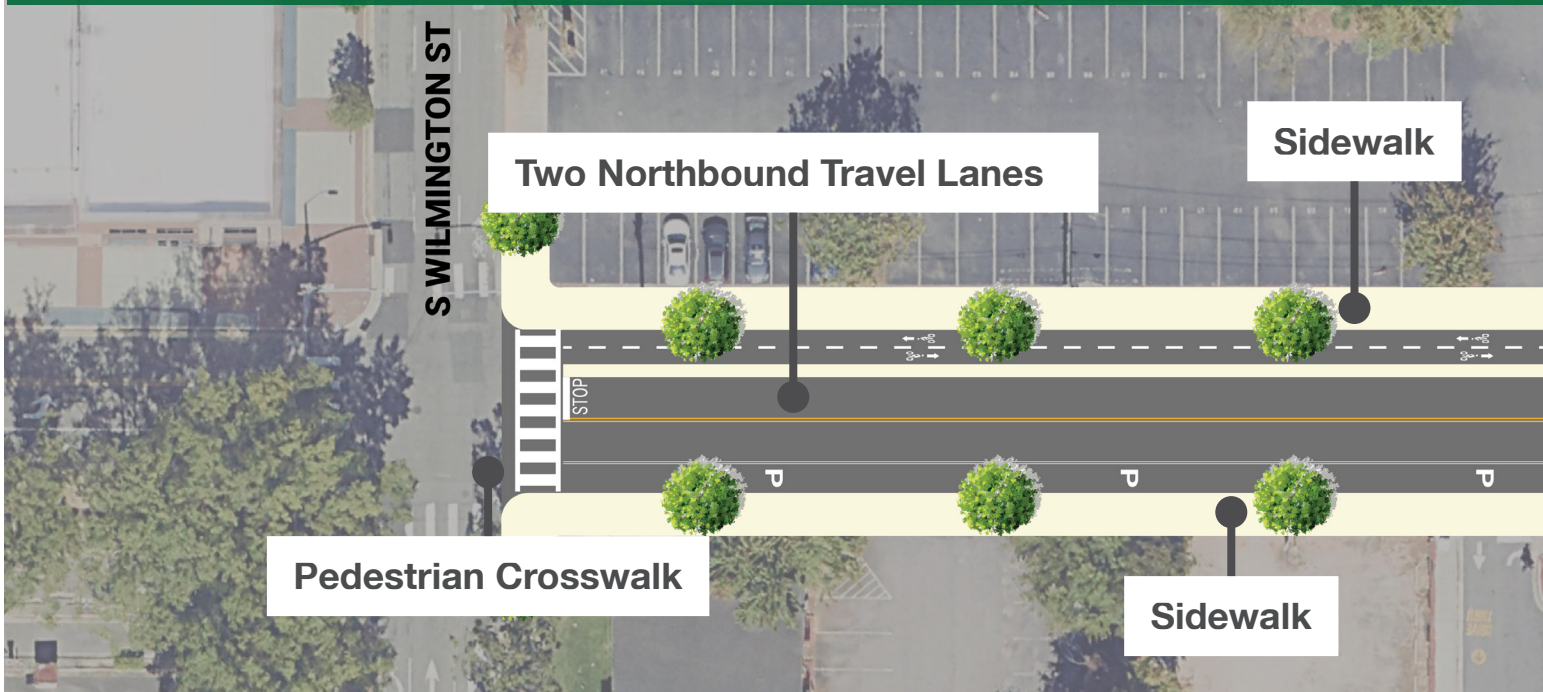 S WILMINGTON ST
Two Northbound Travel Lanes
Sidewalk
STOP
P
P
P
Pedestrian Crosswalk
Sidewalk